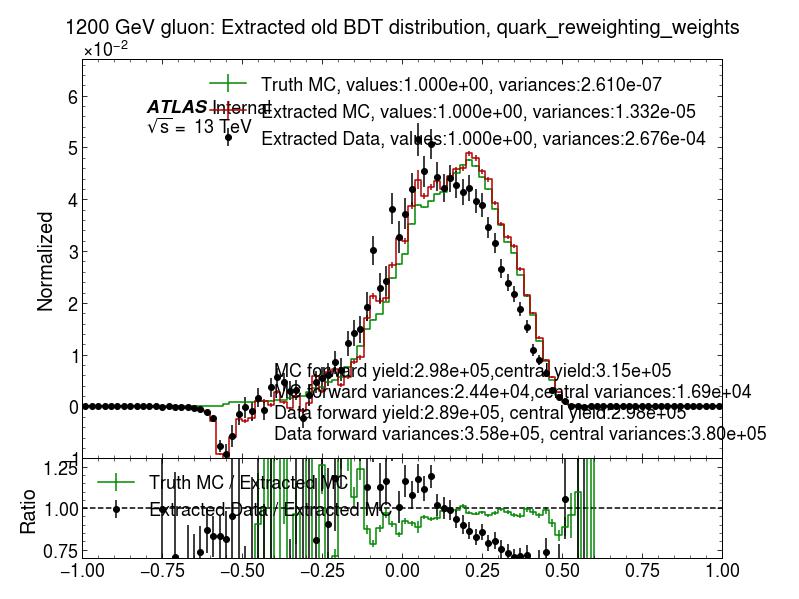 1200 GeV gluon: Extracted old BDT distribution, quark_reweighting_weights
×10⁻²
Truth MC, values:1.000e+00, variances:2.610e-07
ATLAS Internal
Extracted MC, values:1.000e+00, variances:1.332e-05
√s = 13 TeV
Extracted Data, values:1.000e+00, variances:2.676e-04
6
5
4
3
2
1
0
1
Normalized
MC forward yield:2.98e+05,central yield:3.15e+05
MC forward variances:2.44e+04,central variances:1.69e+04
Data forward yield:2.89e+05, central yield:2.98e+05
Data forward variances:3.58e+05, central variances:3.80e+05
1.25
1.00
0.75
Ratio
Truth MC / Extracted MC
Extracted Data / Extracted MC
−1.00 −0.75 −0.50 −0.25 0.00 0.25 0.50 0.75 1.00